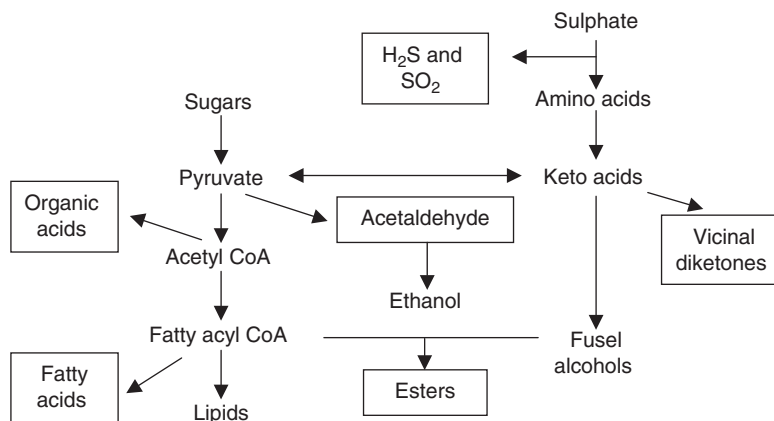 Sulphate
H₂S and
SO₂
Amino acids
Sugars
Pyruvate
Keto acids
Organic
acids
Acetaldehyde
Vicinal
diketones
Acetyl CoA
Ethanol
Fatty acyl CoA
Fusel
alcohols
Fatty
acids
Esters
Lipids